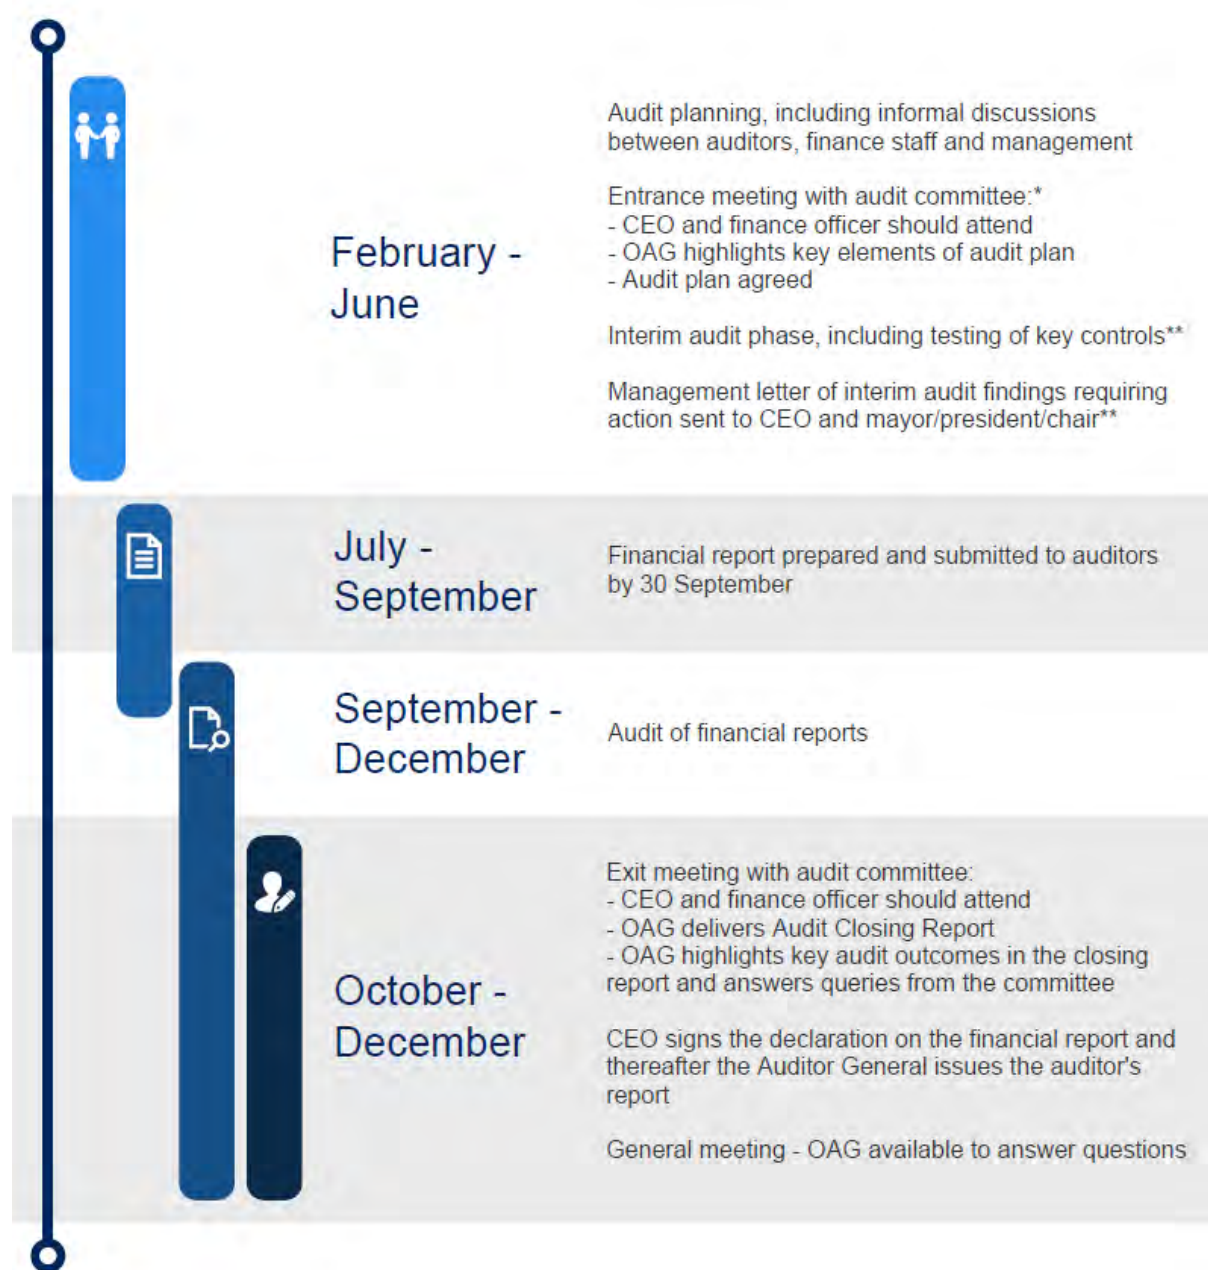 February -
June
Audit planning, including informal discussions
between auditors, finance staff and management
Entrance meeting with audit committee:*
- CEO and finance officer should attend
- OAG highlights key elements of audit plan
- Audit plan agreed
Interim audit phase, including testing of key controls**
Management letter of interim audit findings requiring
action sent to CEO and mayor/president/chair**
July -
September
Financial report prepared and submitted to auditors
by 30 September
September -
December
Audit of financial reports
October -
December
Exit meeting with audit committee:
- CEO and finance officer should attend
- OAG delivers Audit Closing Report
- OAG highlights key audit outcomes in the closing
report and answers queries from the committee
CEO signs the declaration on the financial report and
thereafter the Auditor General issues the auditor's
report
General meeting - OAG available to answer questions